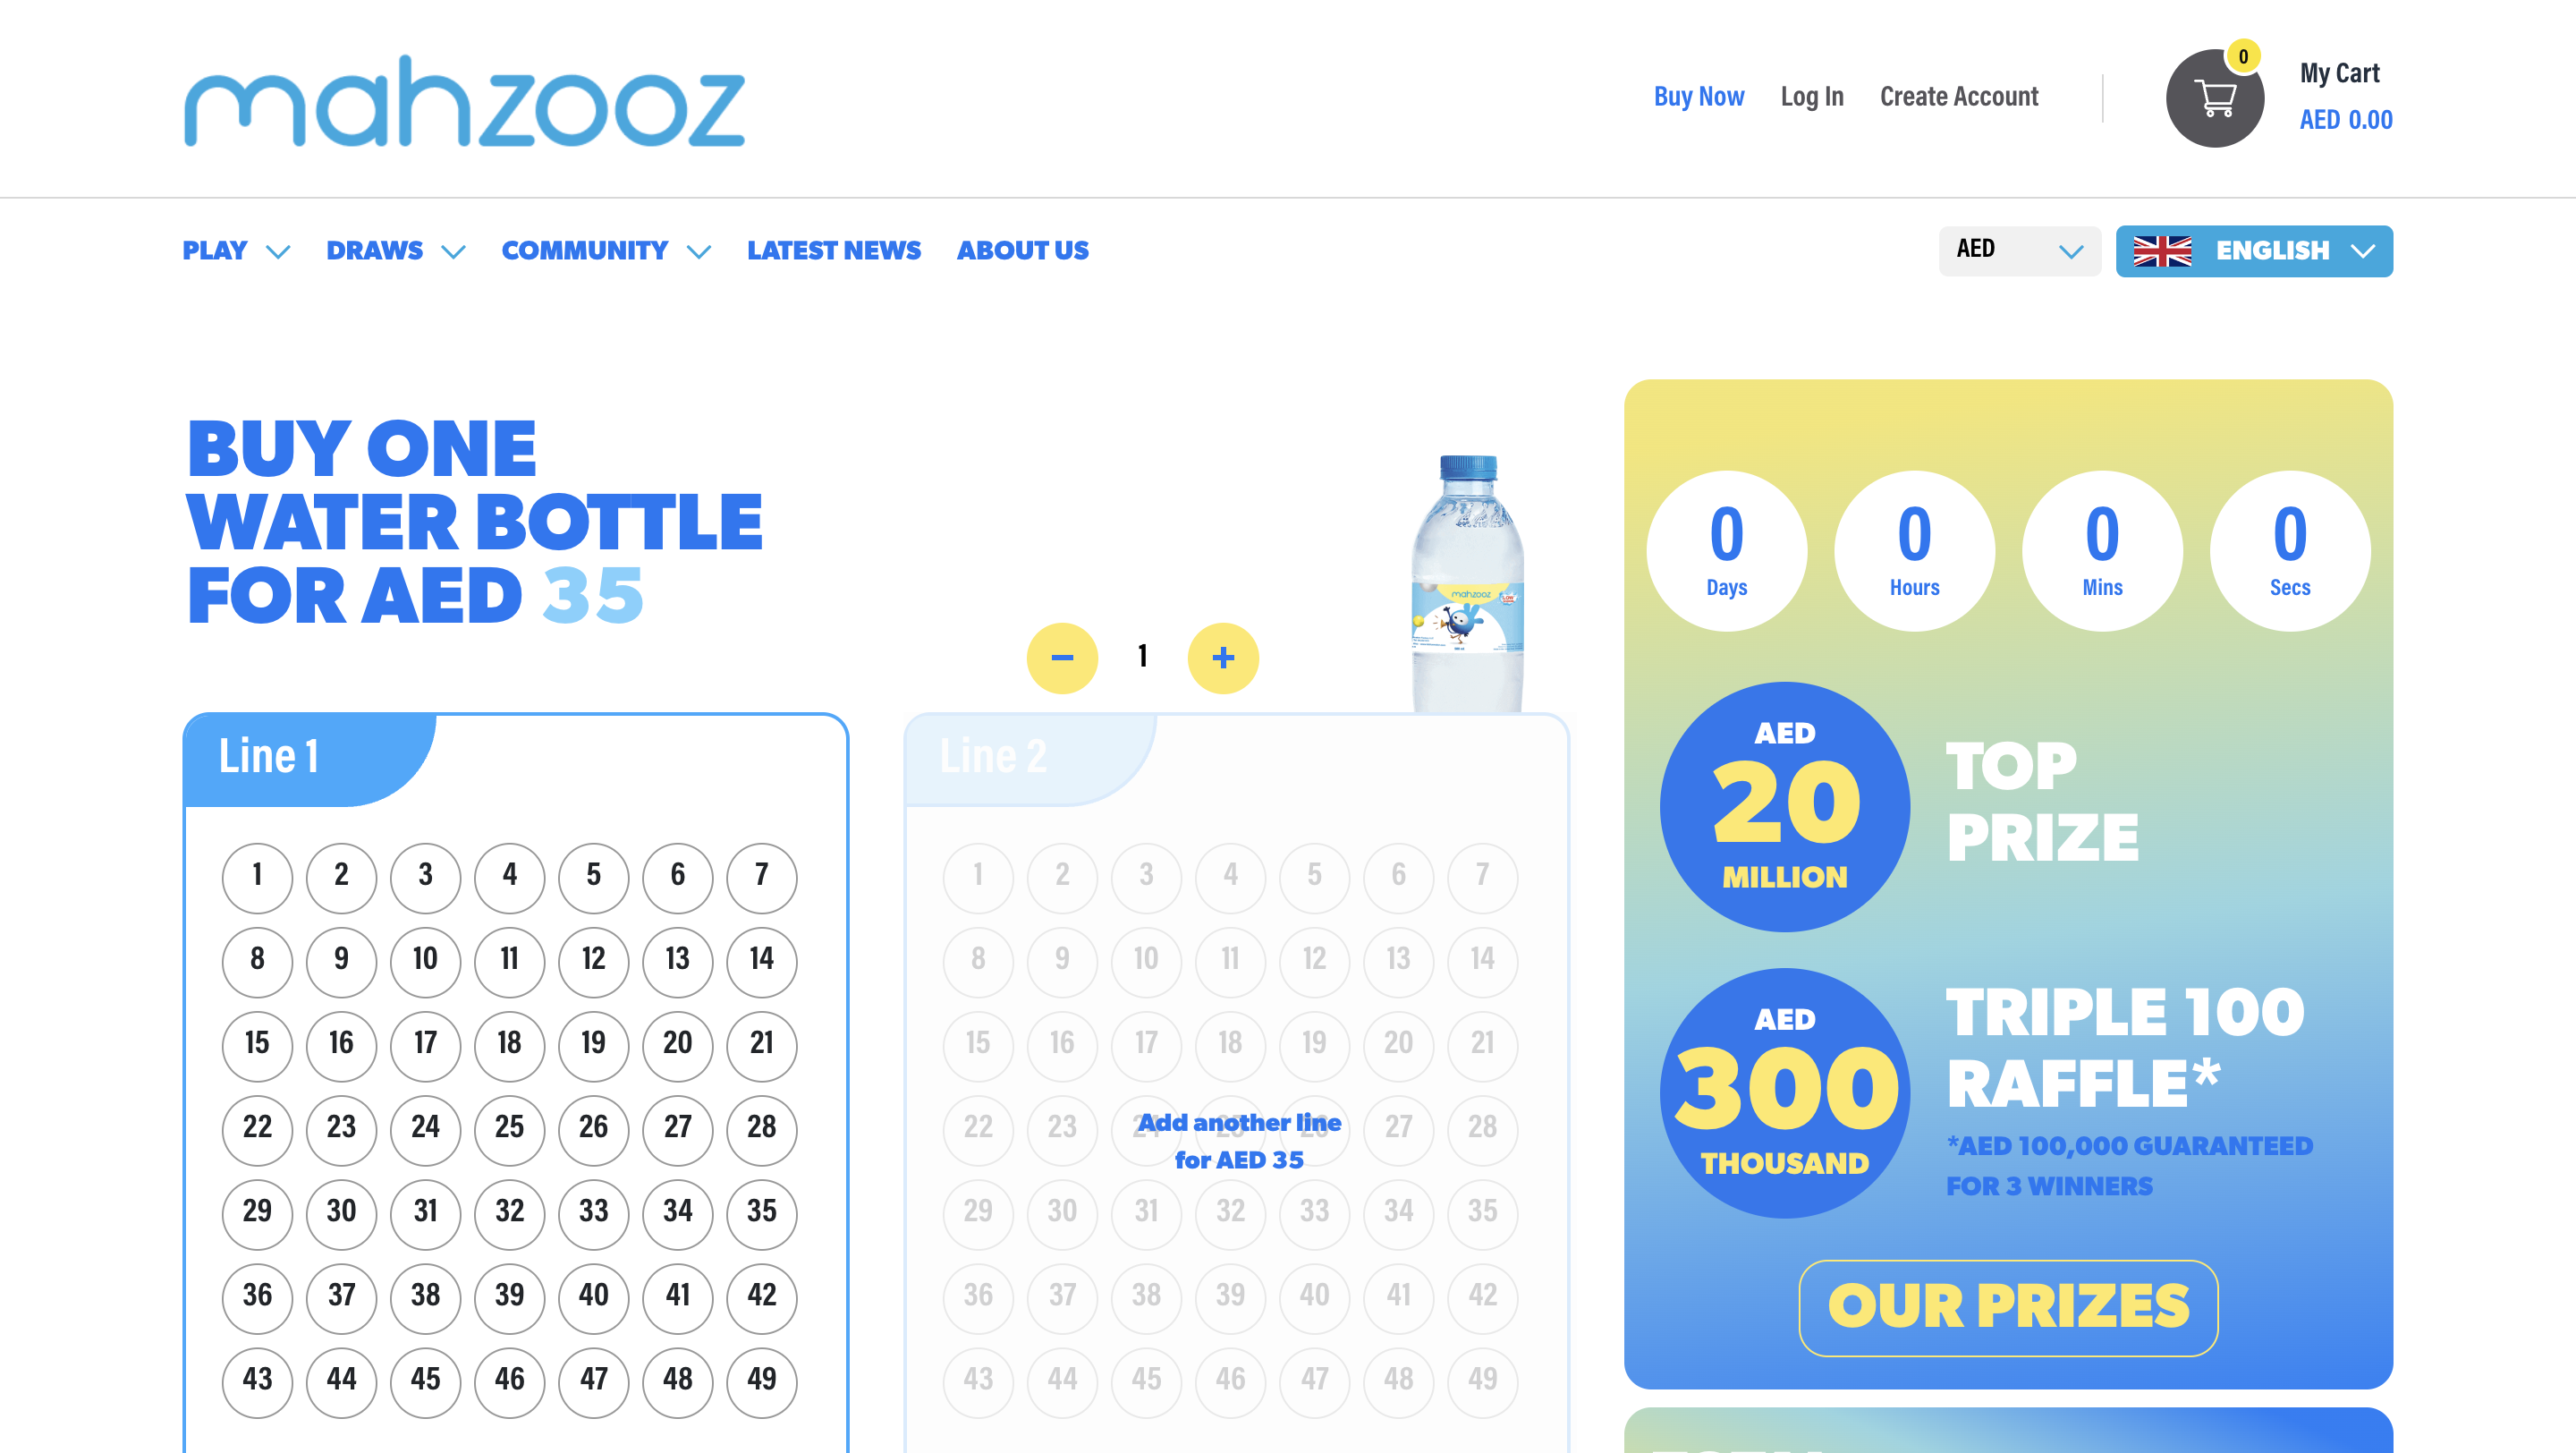 mahzooz
Buy Now Log In Create Account
0
My Cart
AED 0.00
PLAY DRAWS COMMUNITY LATEST NEWS ABOUT US
AED
ENGLISH
BUY ONE
WATER BOTTLE
FOR AED 35
1
mahzooz
Line 1
1 2 3 4 5 6 7
8 9 10 11 12 13 14
15 16 17 18 19 20 21
22 23 24 25 26 27 28
29 30 31 32 33 34 35
36 37 38 39 40 41 42
43 44 45 46 47 48 49
Line 2
1 2 3 4 5 6 7
8 9 10 11 12 13 14
15 16 17 18 19 20 21
22 23 24 25 26 27 28
Add another line
for AED 35
29 30 31 32 33 34 35
36 37 38 39 40 41 42
43 44 45 46 47 48 49
0 0 0 0
Days Hours Mins Secs
AED
20
MILLION
TOP
PRIZE
AED
300
THOUSAND
TRIPLE 100
RAFFLE*
*AED 100,000 GUARANTEED
FOR 3 WINNERS
OUR PRIZES